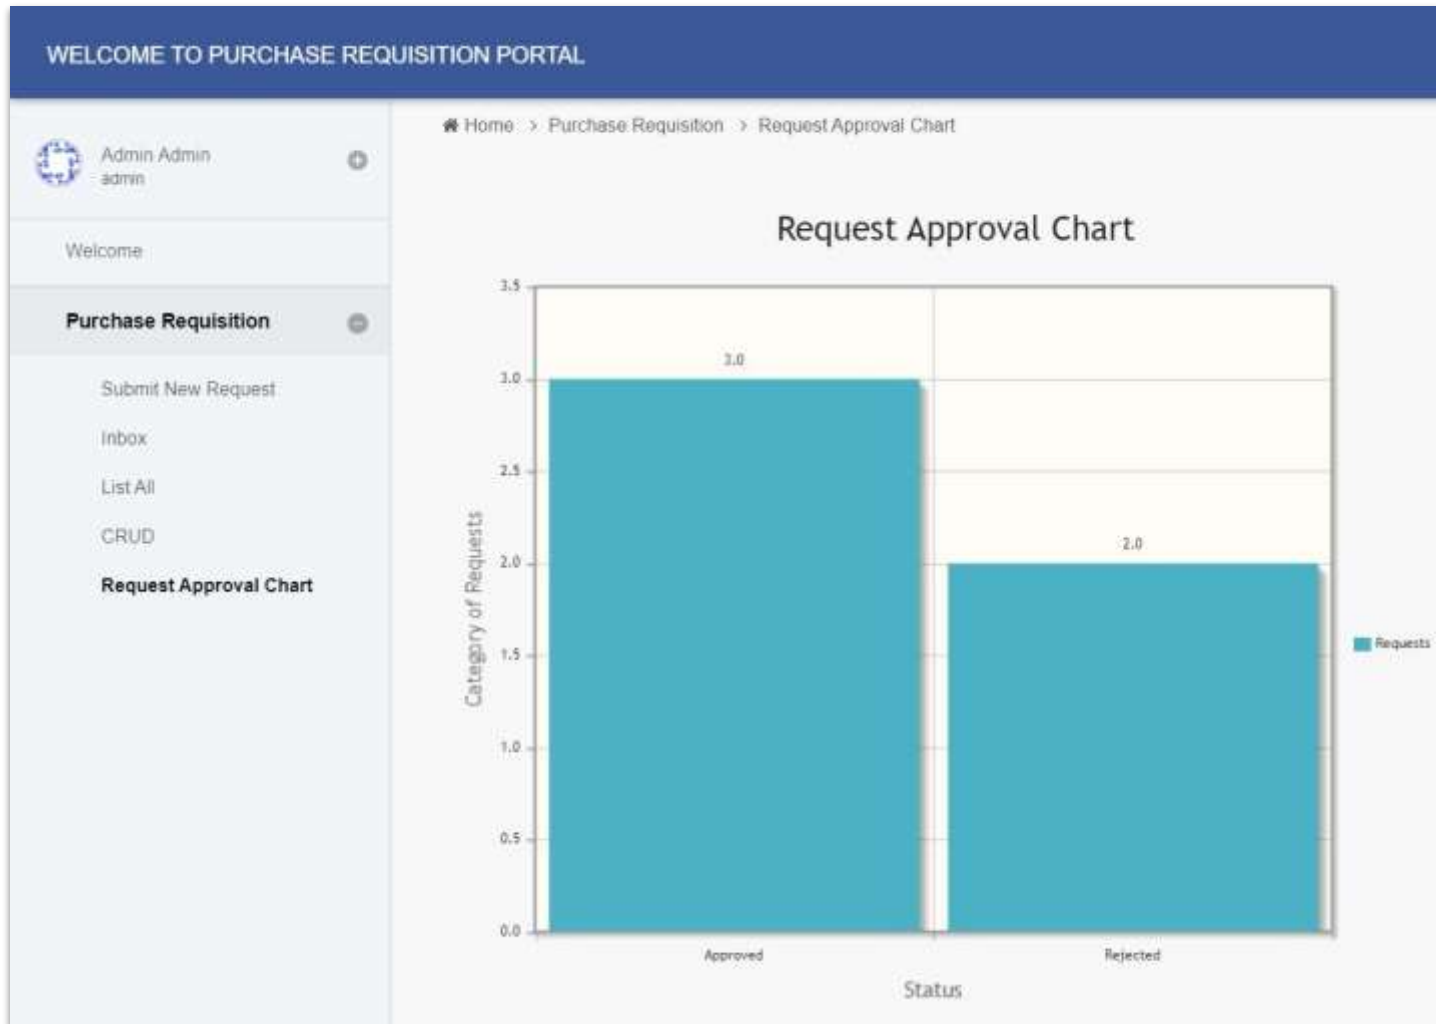 WELCOME TO PURCHASE REQUISITION PORTAL
Home > Purchase Requisition > Request Approval Chart
Admin Admin
admin
Welcome
Purchase Requisition
Submit New Request
Inbox
List All
CRUD
Request Approval Chart
Request Approval Chart
3.5
3.0
2.5
2.0
1.5
1.0
0.5
0.0
Category of Requests
3.0
2.0
Approved
Rejected
Status
Requests